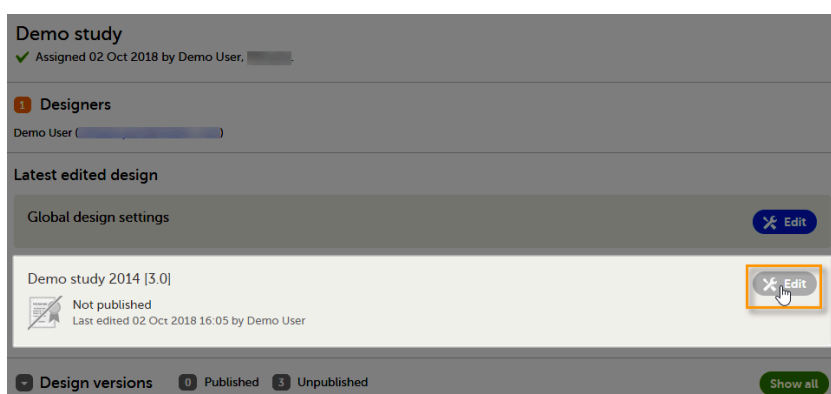 Demo study
Assigned 02 Oct 2018 by Demo User, .
1 Designers
Demo User ( )
Latest edited design
Global design settings
Edit
Demo study 2014 [3.0]
Edit
Not published
Last edited 02 Oct 2018 16:05 by Demo User
Design versions 0 Published 3 Unpublished
Show all